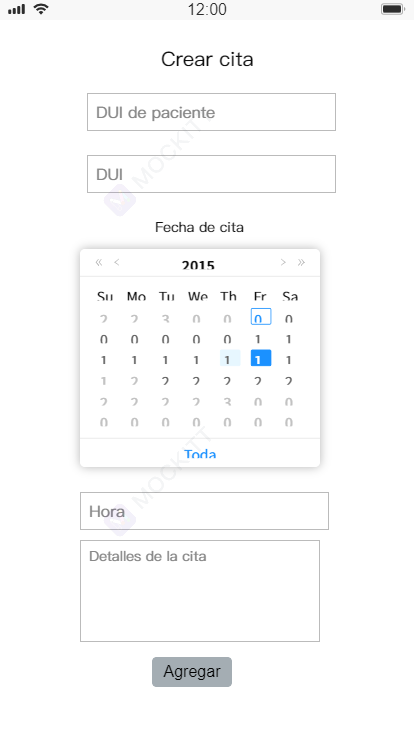 12:00
Crear cita
DUI de paciente
DUI
MOCKITT
Fecha de cita
« < 2015 > »
Su Mo Tu We Th Fr Sa
2 2 3 0 0 0 0
0 0 0 0 0 1 1
1 1 1 1 1 1 1
1 2 2 2 2 2 2
2 2 2 2 3 0 0
0 0 0 0 0 0 0
Toda
MOCKITT
Hora
Detalles de la cita
Agregar